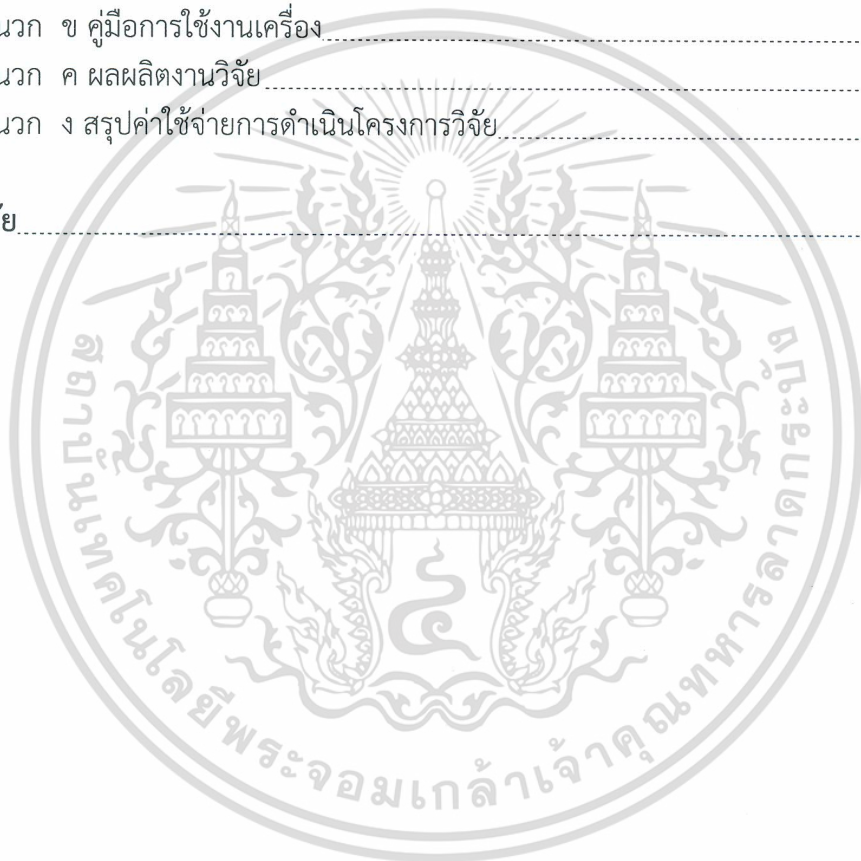 นวก ข คู่มือการใช้งานเครื่อง
นวก ค ผลผลิตงานวิจัย
นวก ง สรุปค่าใช้จ่ายการดำเนินโครงการวิจัย
ัย
สถาบันเทคโนโลยีพระจอมเกล้าเจ้าคุณทหารลาดกระบัง
๔